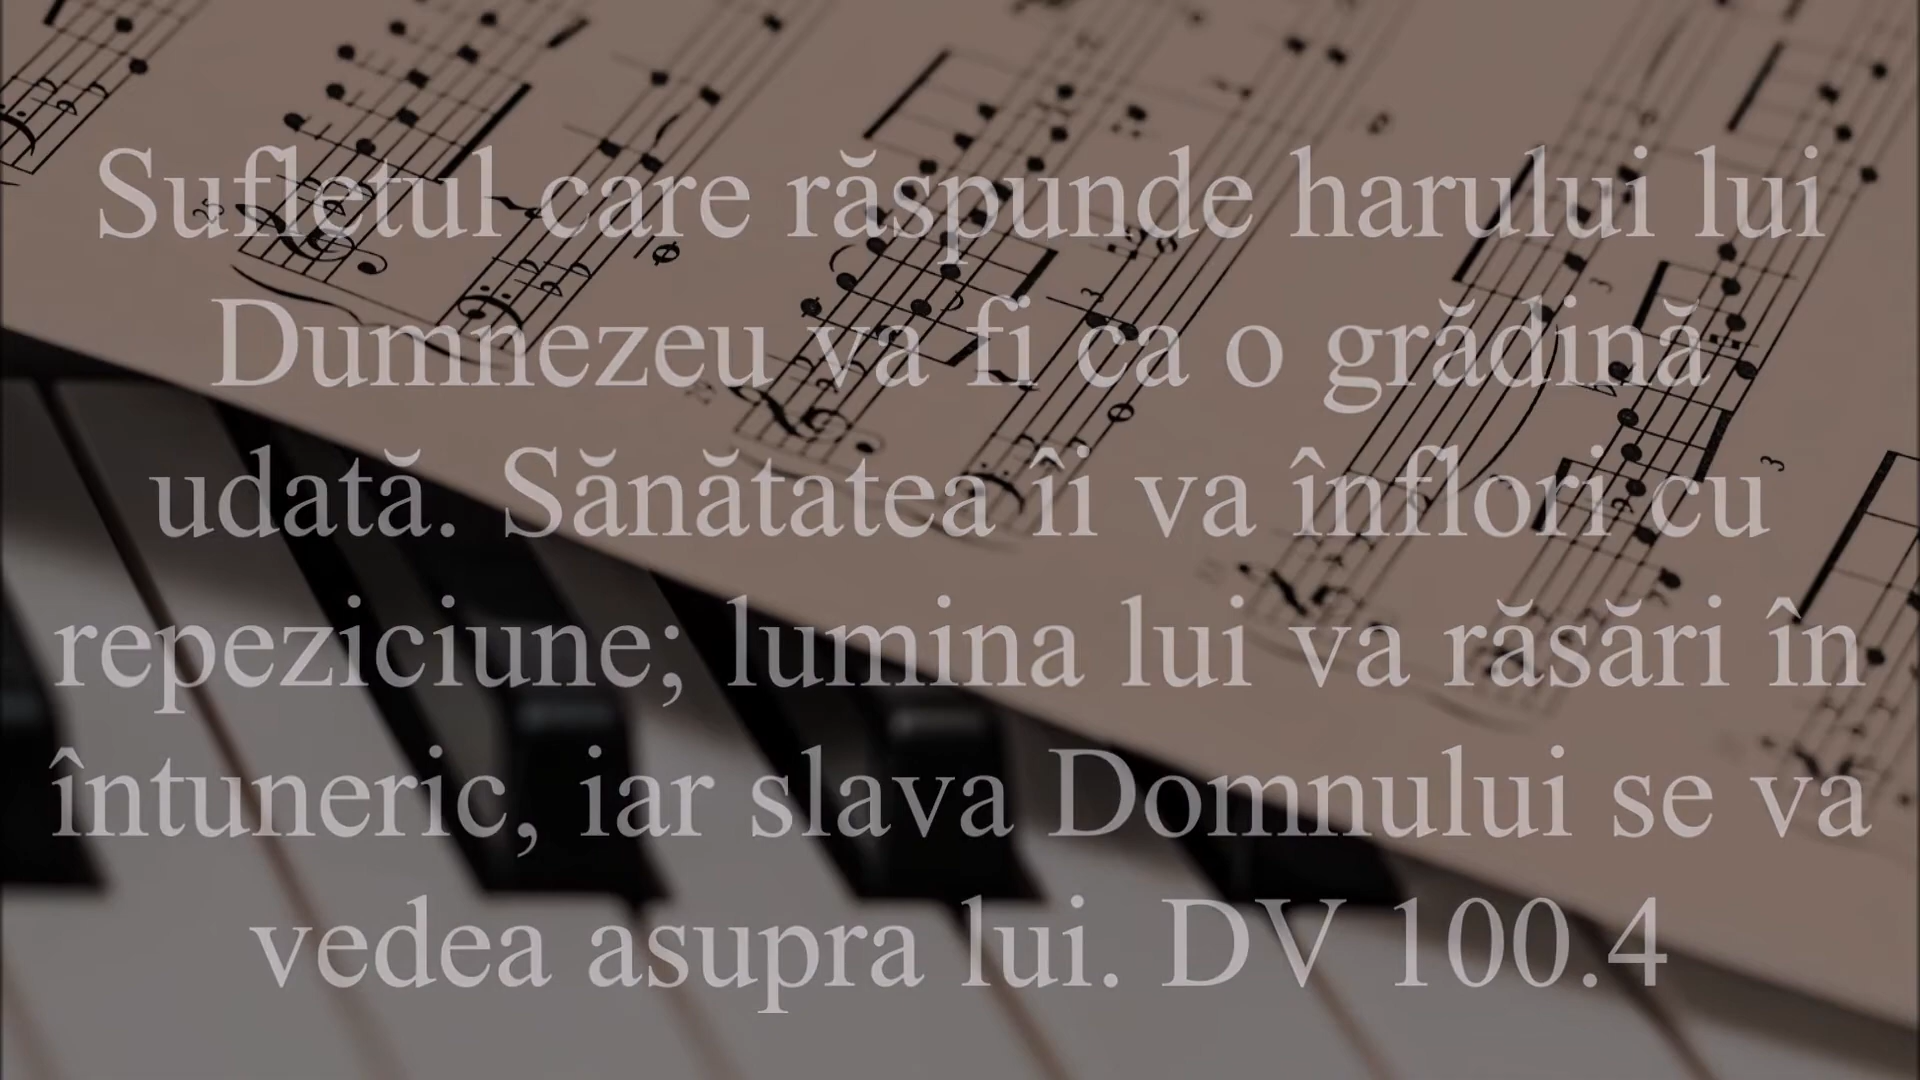 Sufletul care răspunde harului lui
Dumnezeu va fi ca o grădină
udată. Sănătatea îi va înflori cu
repeziciune; lumina lui va răsări în
întuneric, iar slava Domnului se va
vedea asupra lui. DV 100.4